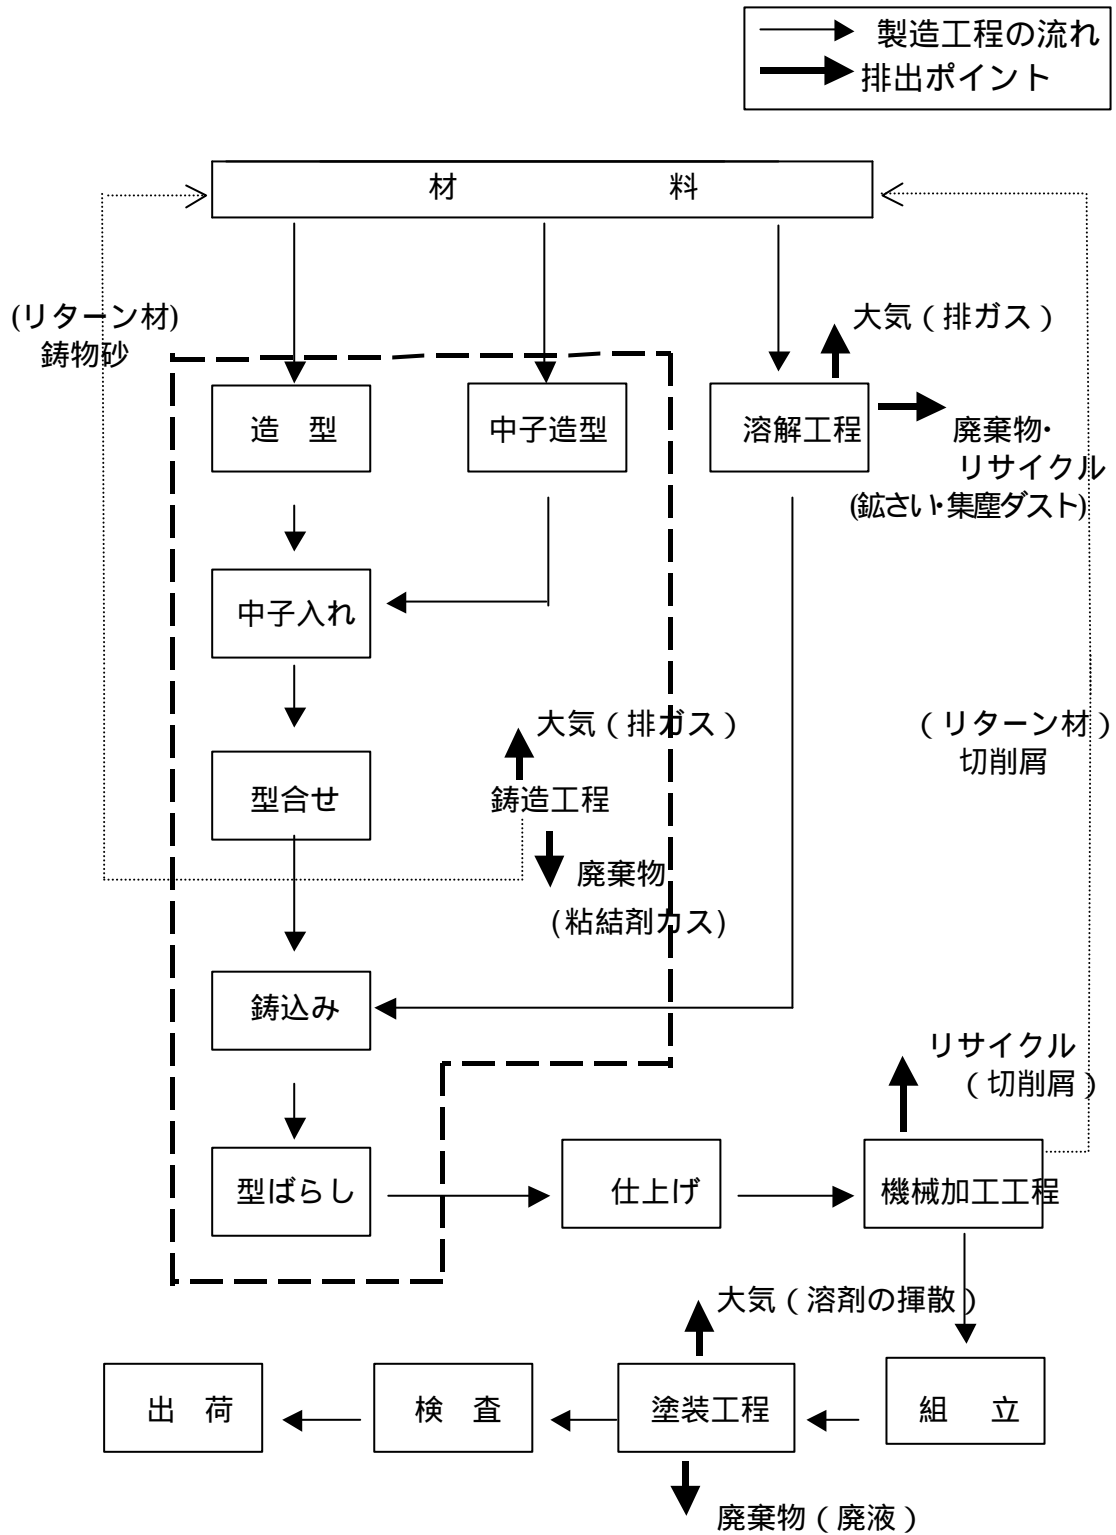 製造工程の流れ
排出ポイント
材　料
(リターン材)
鋳物砂
大気（排ガス）
造　型
中子造型
溶解工程
廃棄物・
リサイクル
(鉱さい・集塵ダスト)
中子入れ
大気（排ガス）
（リターン材）
切削屑
型合せ
鋳造工程
廃棄物
(粘結剤カス)
鋳込み
リサイクル
（切削屑）
型ばらし
仕上げ
機械加工工程
大気（溶剤の揮散）
出　荷
検　査
塗装工程
組　立
廃棄物（廃液）